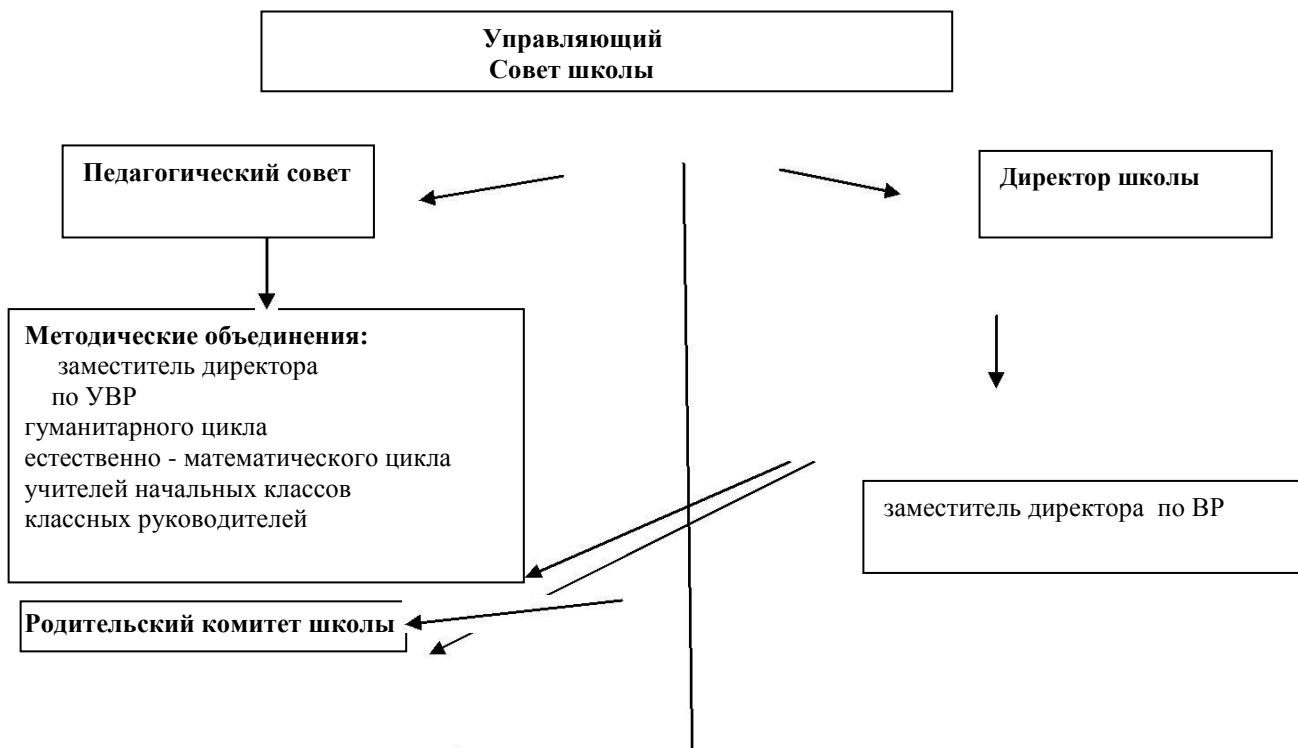 Управляющий
Совет школы
Педагогический совет
Директор школы
Методические объединения:
заместитель директора
по УВР
гуманитарного цикла
естественно - математического цикла
учителей начальных классов
классных руководителей
заместитель директора по ВР
Родительский комитет школы